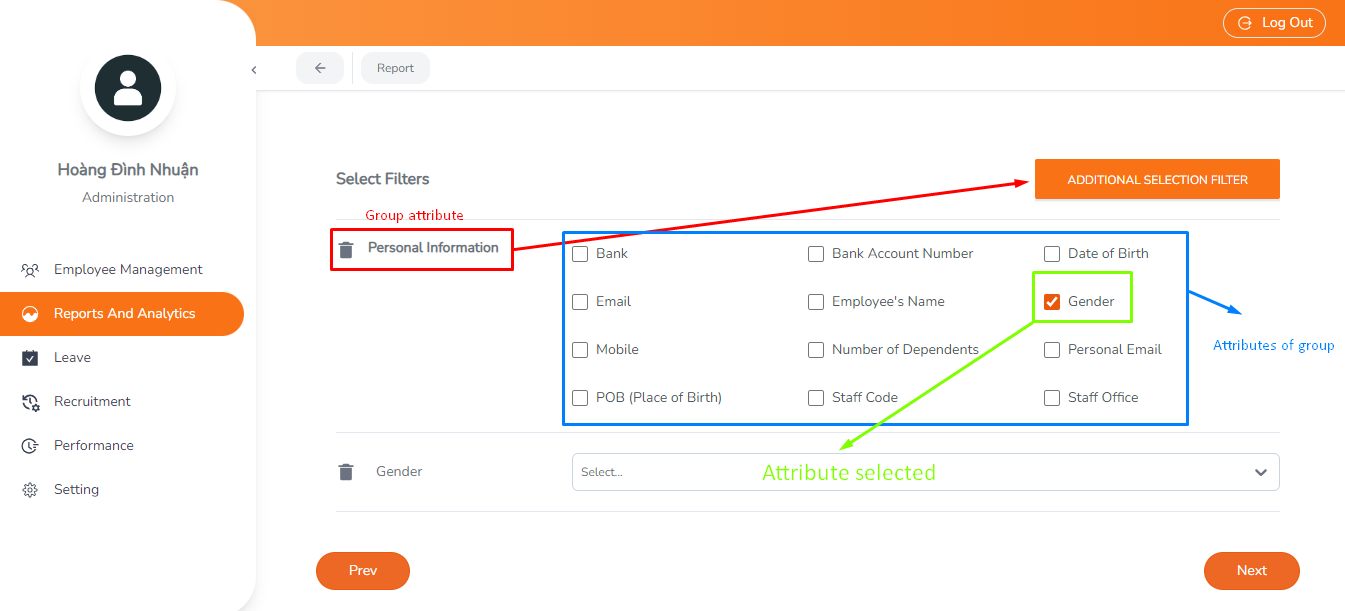 Log Out
Report
Hoàng Đình Nhuận
Administration
Employee Management
Reports And Analytics
Leave
Recruitment
Performance
Setting
Select Filters
ADDITIONAL SELECTION FILTER
Group attribute
Personal Information
Bank
Bank Account Number
Date of Birth
Email
Employee's Name
Gender
Mobile
Number of Dependents
Personal Email
POB (Place of Birth)
Staff Code
Staff Office
Attributes of group
Gender
Select...
Attribute selected
Prev
Next